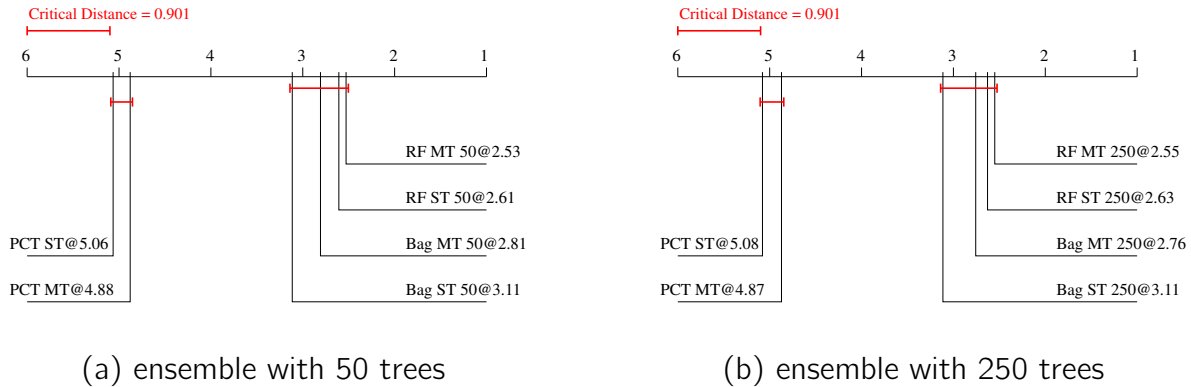 Critical Distance = 0.901
6 5 4 3 2 1
RF MT 50@2.53
RF ST 50@2.61
PCT ST@5.06 Bag MT 50@2.81
PCT MT@4.88 Bag ST 50@3.11
(a) ensemble with 50 trees
Critical Distance = 0.901
6 5 4 3 2 1
RF MT 250@2.55
RF ST 250@2.63
PCT ST@5.08 Bag MT 250@2.76
PCT MT@4.87 Bag ST 250@3.11
(b) ensemble with 250 trees